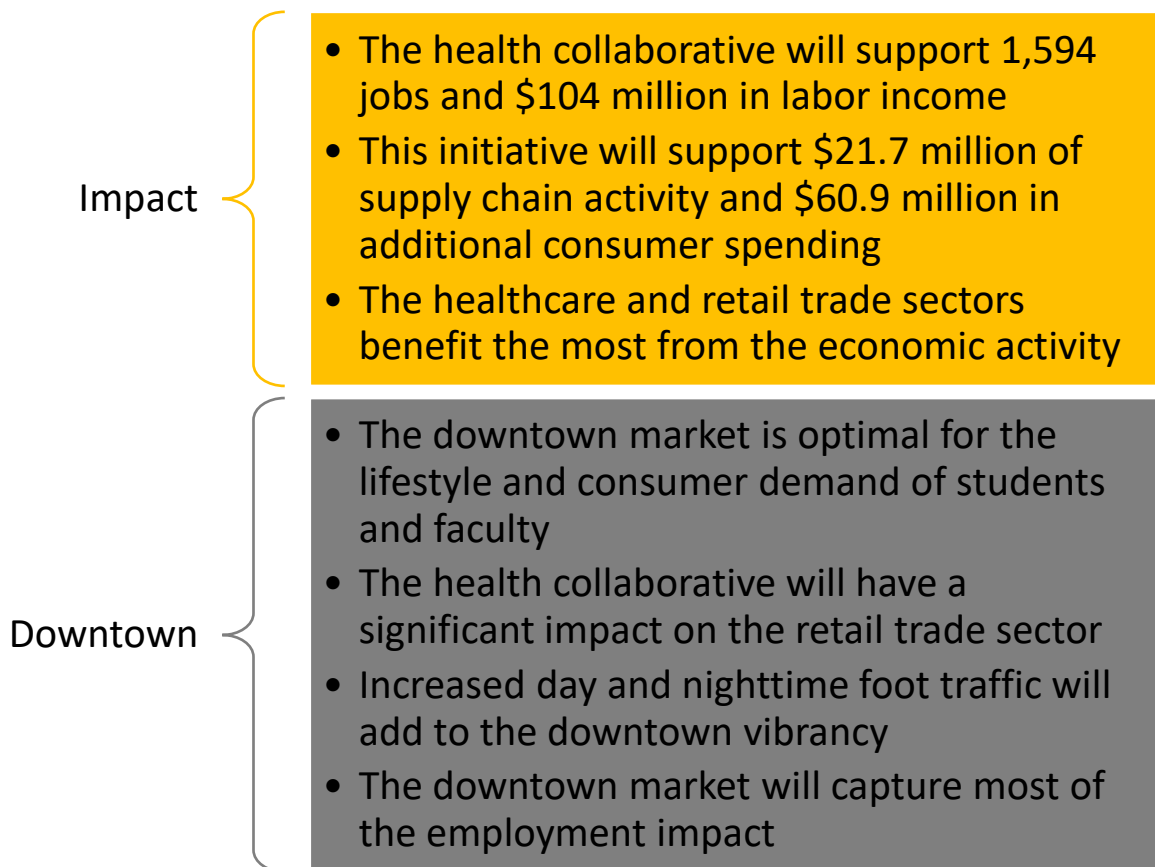 Impact
• The health collaborative will support 1,594
jobs and $104 million in labor income
• This initiative will support $21.7 million of
supply chain activity and $60.9 million in
additional consumer spending
• The healthcare and retail trade sectors
benefit the most from the economic activity
Downtown
• The downtown market is optimal for the
lifestyle and consumer demand of students
and faculty
• The health collaborative will have a
significant impact on the retail trade sector
• Increased day and nighttime foot traffic will
add to the downtown vibrancy
• The downtown market will capture most of
the employment impact